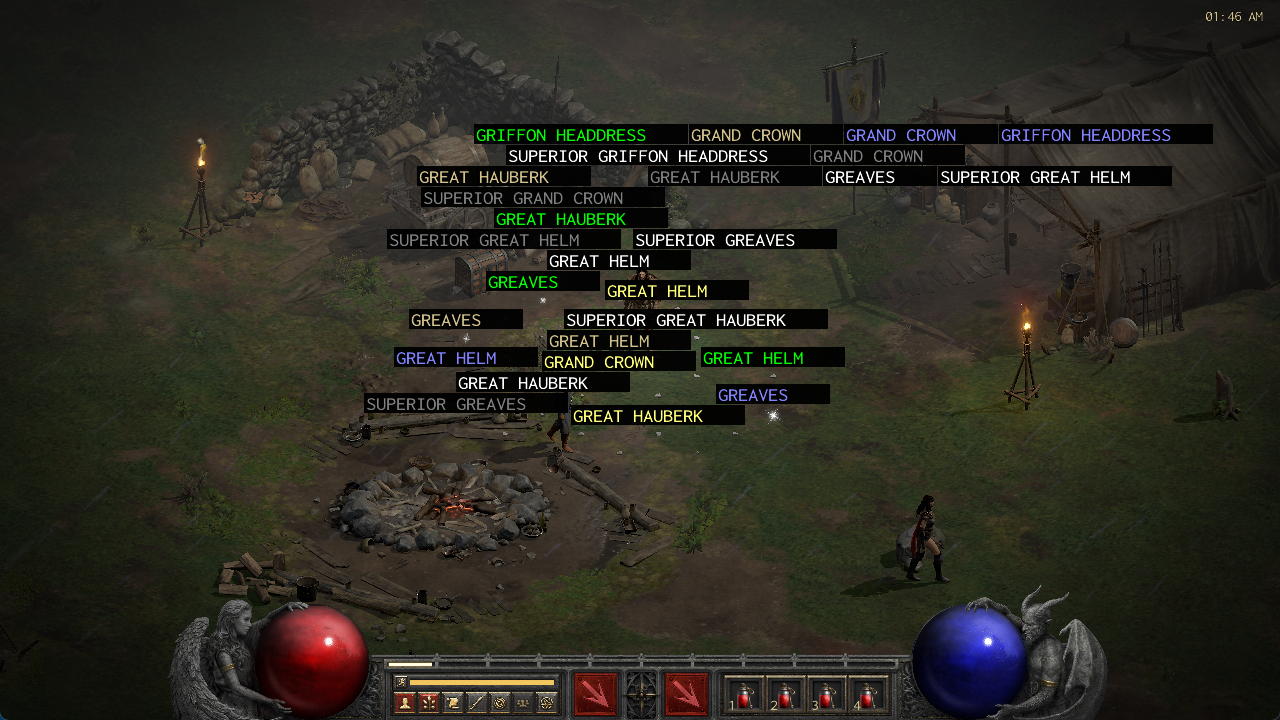 01:46 AM
GRIFFON HEADDRESS GRAND CROWN GRAND CROWN GRIFFON HEADDRESS
SUPERIOR GRIFFON HEADDRESS GRAND CROWN
GREAT HAUBERK GREAT HAUBERK GREAVES SUPERIOR GREAT HELM
SUPERIOR GRAND CROWN
GREAT HAUBERK
SUPERIOR GREAT HELM SUPERIOR GREAVES
GREAT HELM
GREAVES
GREAT HELM
GREAVES SUPERIOR GREAT HAUBERK
GREAT HELM
GREAT HELM GRAND CROWN GREAT HELM
GREAT HAUBERK
GREAVES
SUPERIOR GREAVES
GREAT HAUBERK
1 2 3 4